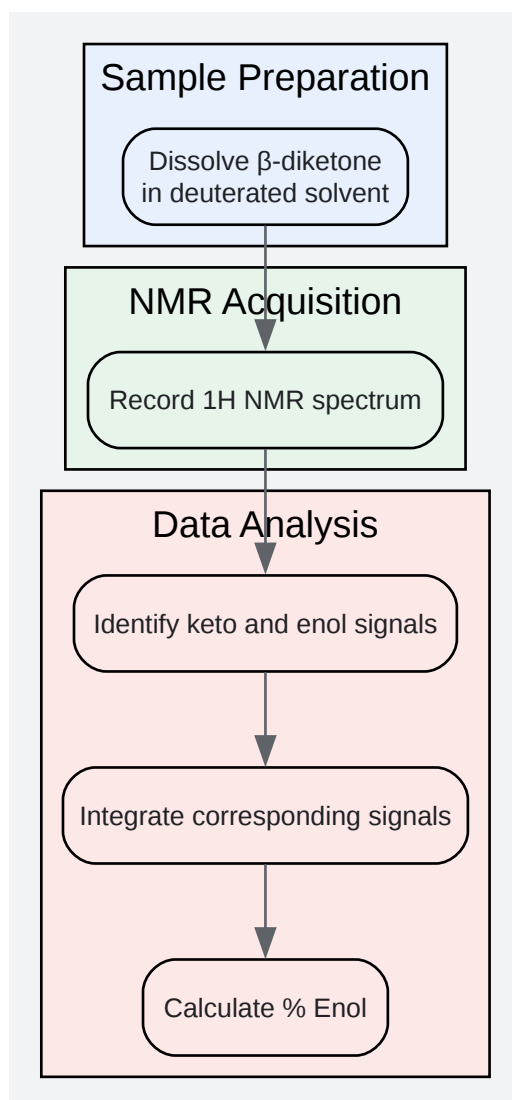 Sample Preparation
Dissolve β-diketone
in deuterated solvent
NMR Acquisition
Record 1H NMR spectrum
Data Analysis
Identify keto and enol signals
Integrate corresponding signals
Calculate % Enol